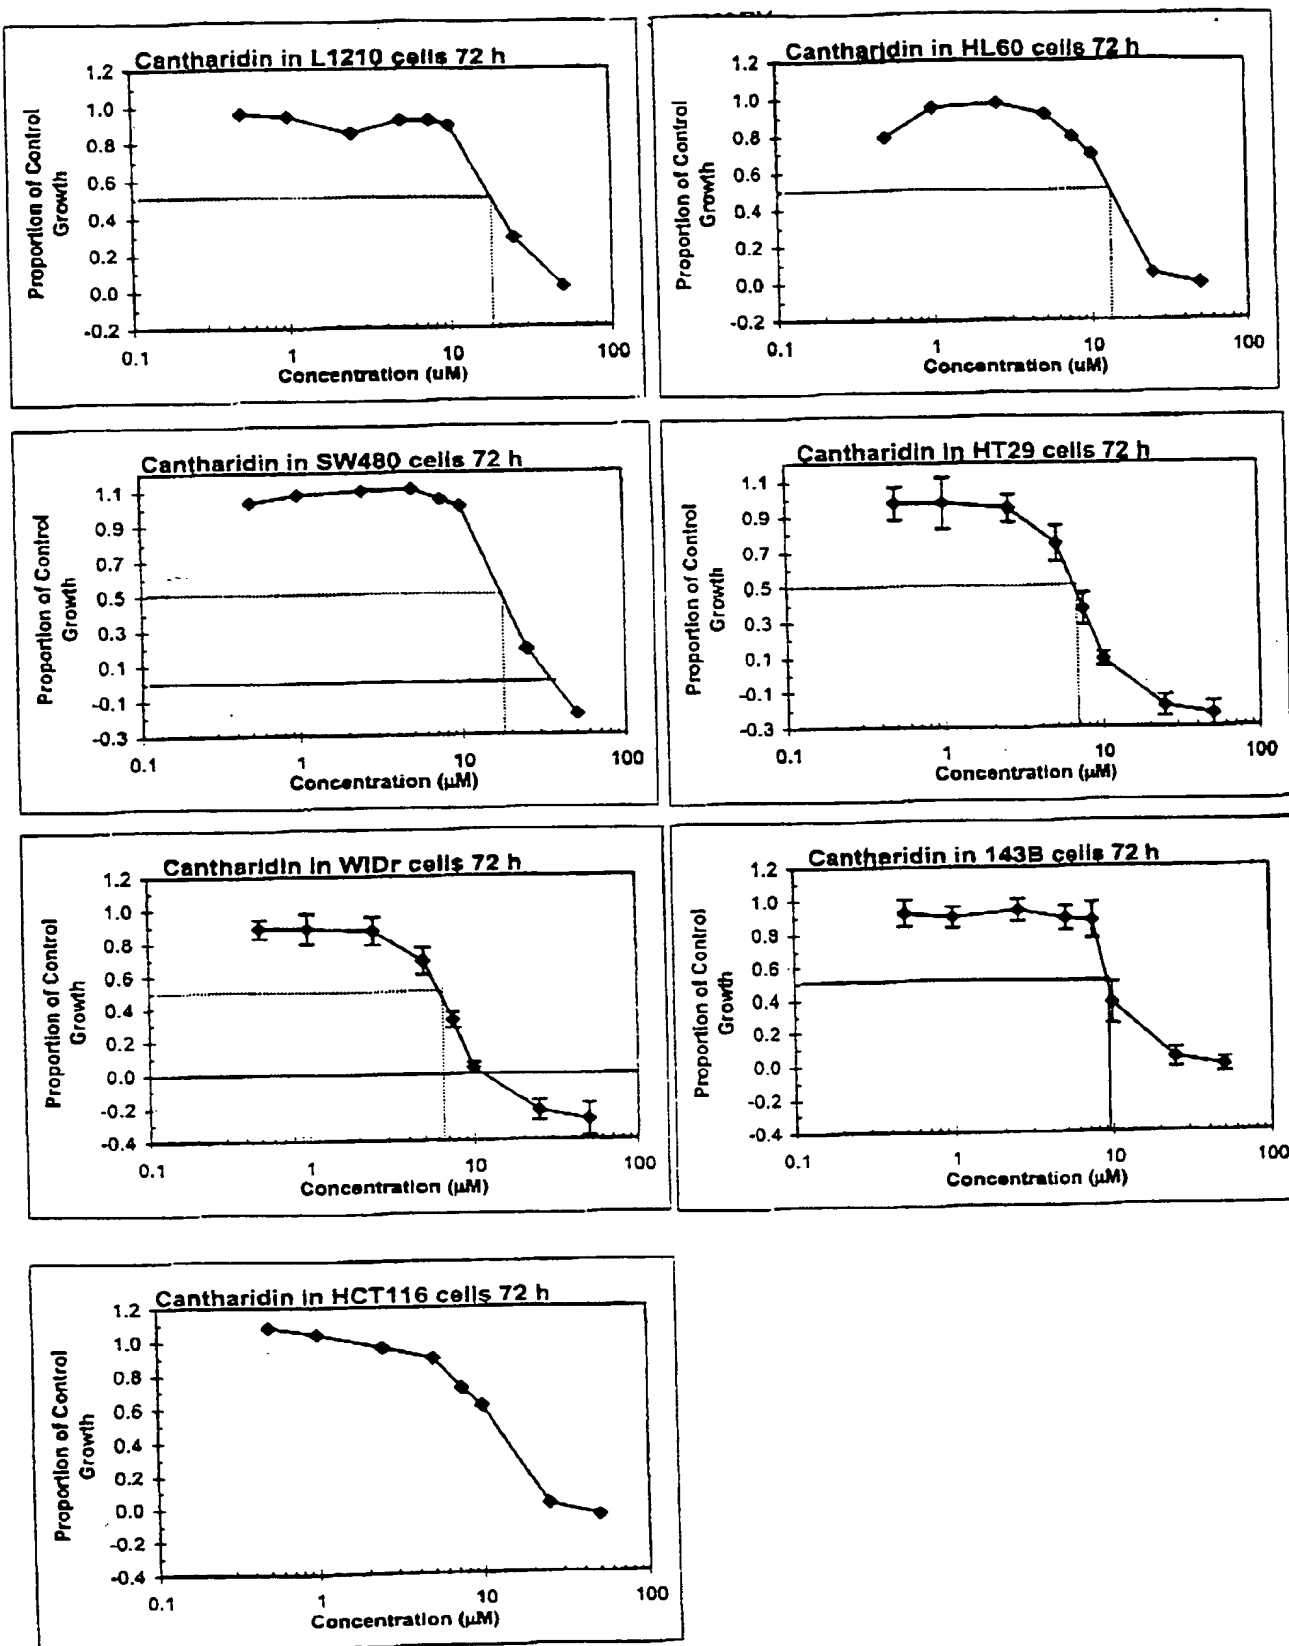 Cantharidin in L1210 cells 72 h
Proportion of Control
Growth
1.2
1.0
0.8
0.6
0.4
0.2
0.0
-0.2
0.1 1 10 100
Concentration (uM)
Cantharidin in HL60 cells 72 h
Proportion of Control
Growth
1.2
1.0
0.8
0.6
0.4
0.2
0.0
-0.2
0.1 1 10 100
Concentration (uM)
Cantharidin in SW480 cells 72 h
Proportion of Control
Growth
1.1
0.9
0.7
0.5
0.3
0.1
-0.1
-0.3
0.1 1 10 100
Concentration (µM)
Cantharidin in HT29 cells 72 h
Proportion of Control
Growth
1.1
0.9
0.7
0.5
0.3
0.1
-0.1
-0.3
0.1 1 10 100
Concentration (µM)
Cantharidin in WIDr cells 72 h
Proportion of Control
Growth
1.2
1.0
0.8
0.6
0.4
0.2
0.0
-0.2
-0.4
0.1 1 10 100
Concentration (µM)
Cantharidin in 143B cells 72 h
Proportion of Control
Growth
1.2
1.0
0.8
0.6
0.4
0.2
0.0
-0.2
-0.4
0.1 1 10 100
Concentration (µM)
Cantharidin in HCT116 cells 72 h
Proportion of Control
Growth
1.2
1.0
0.8
0.6
0.4
0.2
0.0
-0.2
-0.4
0.1 1 10 100
Concentration (µM)